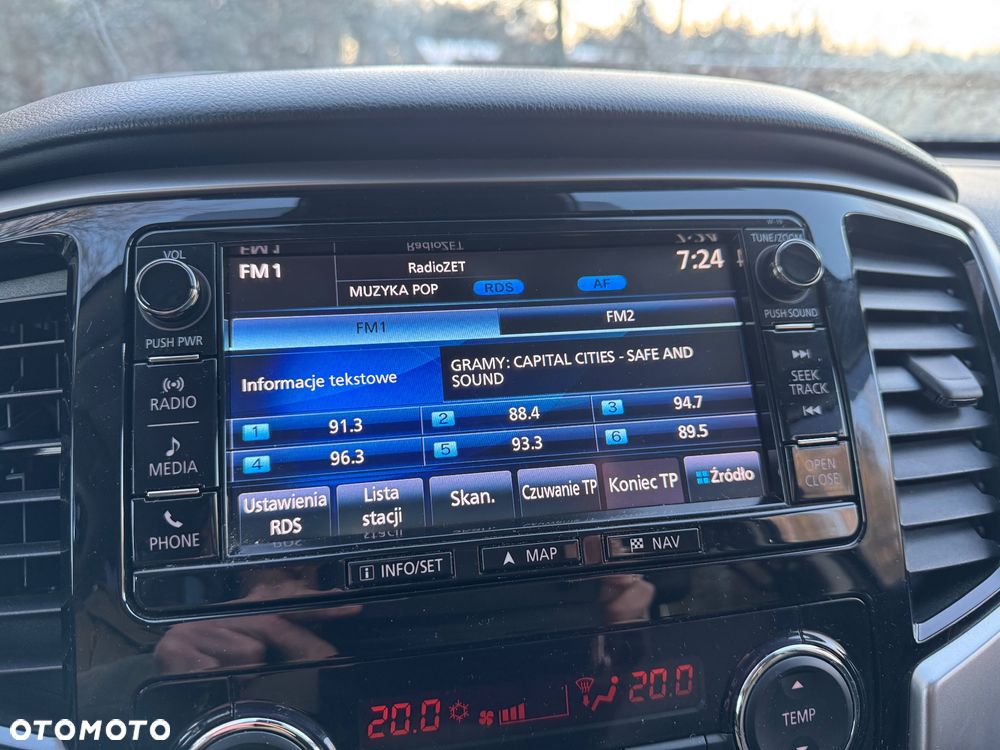 VOL
PUSH PWR
RADIO
MEDIA
PHONE
FM1
RadioZET
7:24
MUZYKA POP
RDS
AF
FM1
FM2
Informacje tekstowe
GRAMY: CAPITAL CITIES - SAFE AND
SOUND
1 91.3
2 88.4
3 94.7
4 96.3
5 93.3
6 89.5
Ustawienia
RDS
Lista
stacji
Skan.
Czuwanie TP
Koniec TP
Źródło
TUNE/ZOOM
PUSH SOUND
SEEK
TRACK
OPEN
CLOSE
i INFO/SET
MAP
NAV
20.0
20.0
TEMP
OTOMOTO